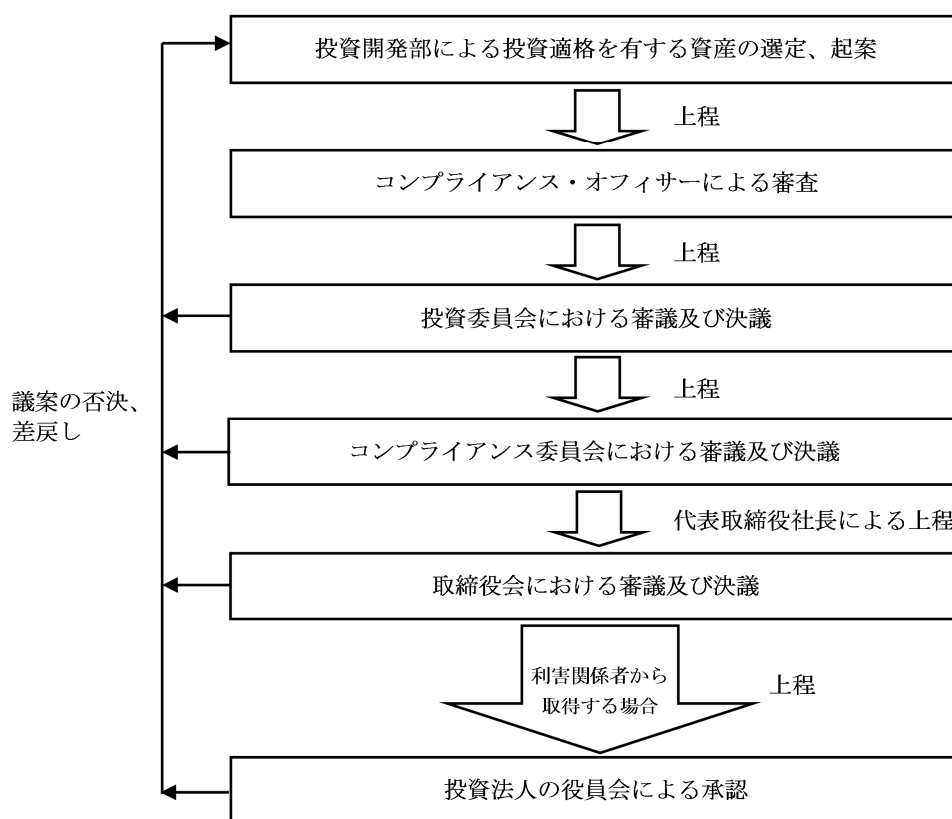 投資開発部による投資適格を有する資産の選定、起案
上程
コンプライアンス・オフィサーによる審査
上程
投資委員会における審議及び決議
上程
議案の否決、
差戻し
コンプライアンス委員会における審議及び決議
代表取締役社長による上程
取締役会における審議及び決議
利害関係者から
取得する場合
上程
投資法人の役員会による承認